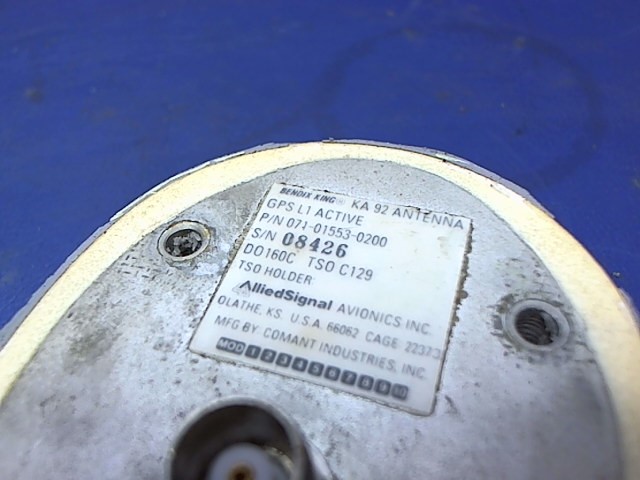 BENDIX KING® KA 92 ANTENNA
GPS L1 ACTIVE
P/N 071-01553-0200
S/N 08426
DO160C TSO C129
TSO HOLDER:
AlliedSignal AVIONICS INC.
OLATHE, KS. U.S.A. 66062 CAGE 22373
MFG BY: COMANT INDUSTRIES, INC.
MOD 1 2 3 4 5 6 7 8 9 10